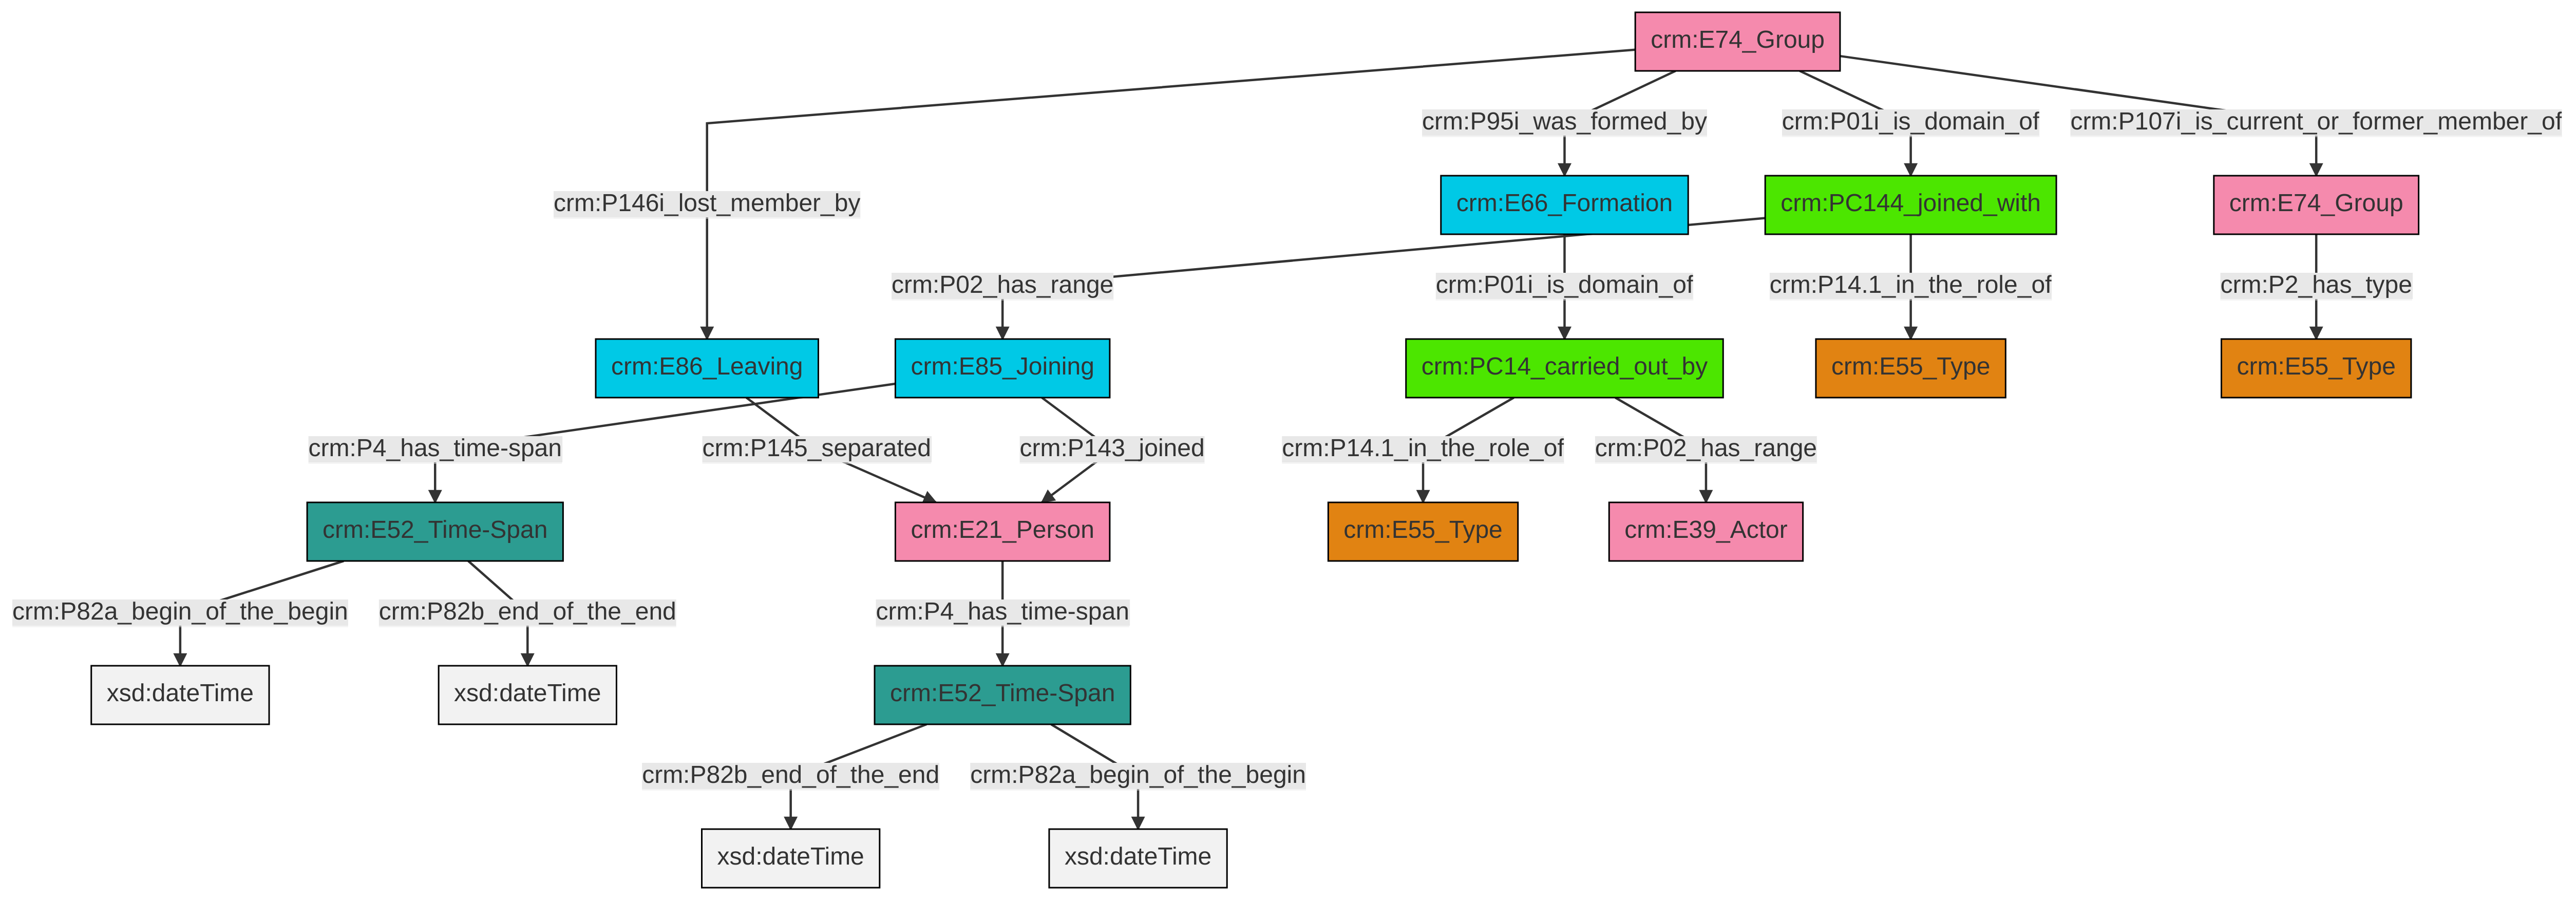 crm:E74_Group
crm:P95i_was_formed_by
crm:P01i_is_domain_of
crm:P107i_is_current_or_former_member_of
crm:P146i_lost_member_by
crm:E66_Formation
crm:PC144_joined_with
crm:E74_Group
crm:P02_has_range
crm:P01i_is_domain_of
crm:P14.1_in_the_role_of
crm:P2_has_type
crm:E86_Leaving
crm:E85_Joining
crm:PC14_carried_out_by
crm:E55_Type
crm:E55_Type
crm:P4_has_time-span
crm:P145_separated
crm:P143_joined
crm:P14.1_in_the_role_of
crm:P02_has_range
crm:E52_Time-Span
crm:E21_Person
crm:E55_Type
crm:E39_Actor
crm:P82a_begin_of_the_begin
crm:P82b_end_of_the_end
crm:P4_has_time-span
xsd:dateTime
xsd:dateTime
crm:E52_Time-Span
crm:P82b_end_of_the_end
crm:P82a_begin_of_the_begin
xsd:dateTime
xsd:dateTime